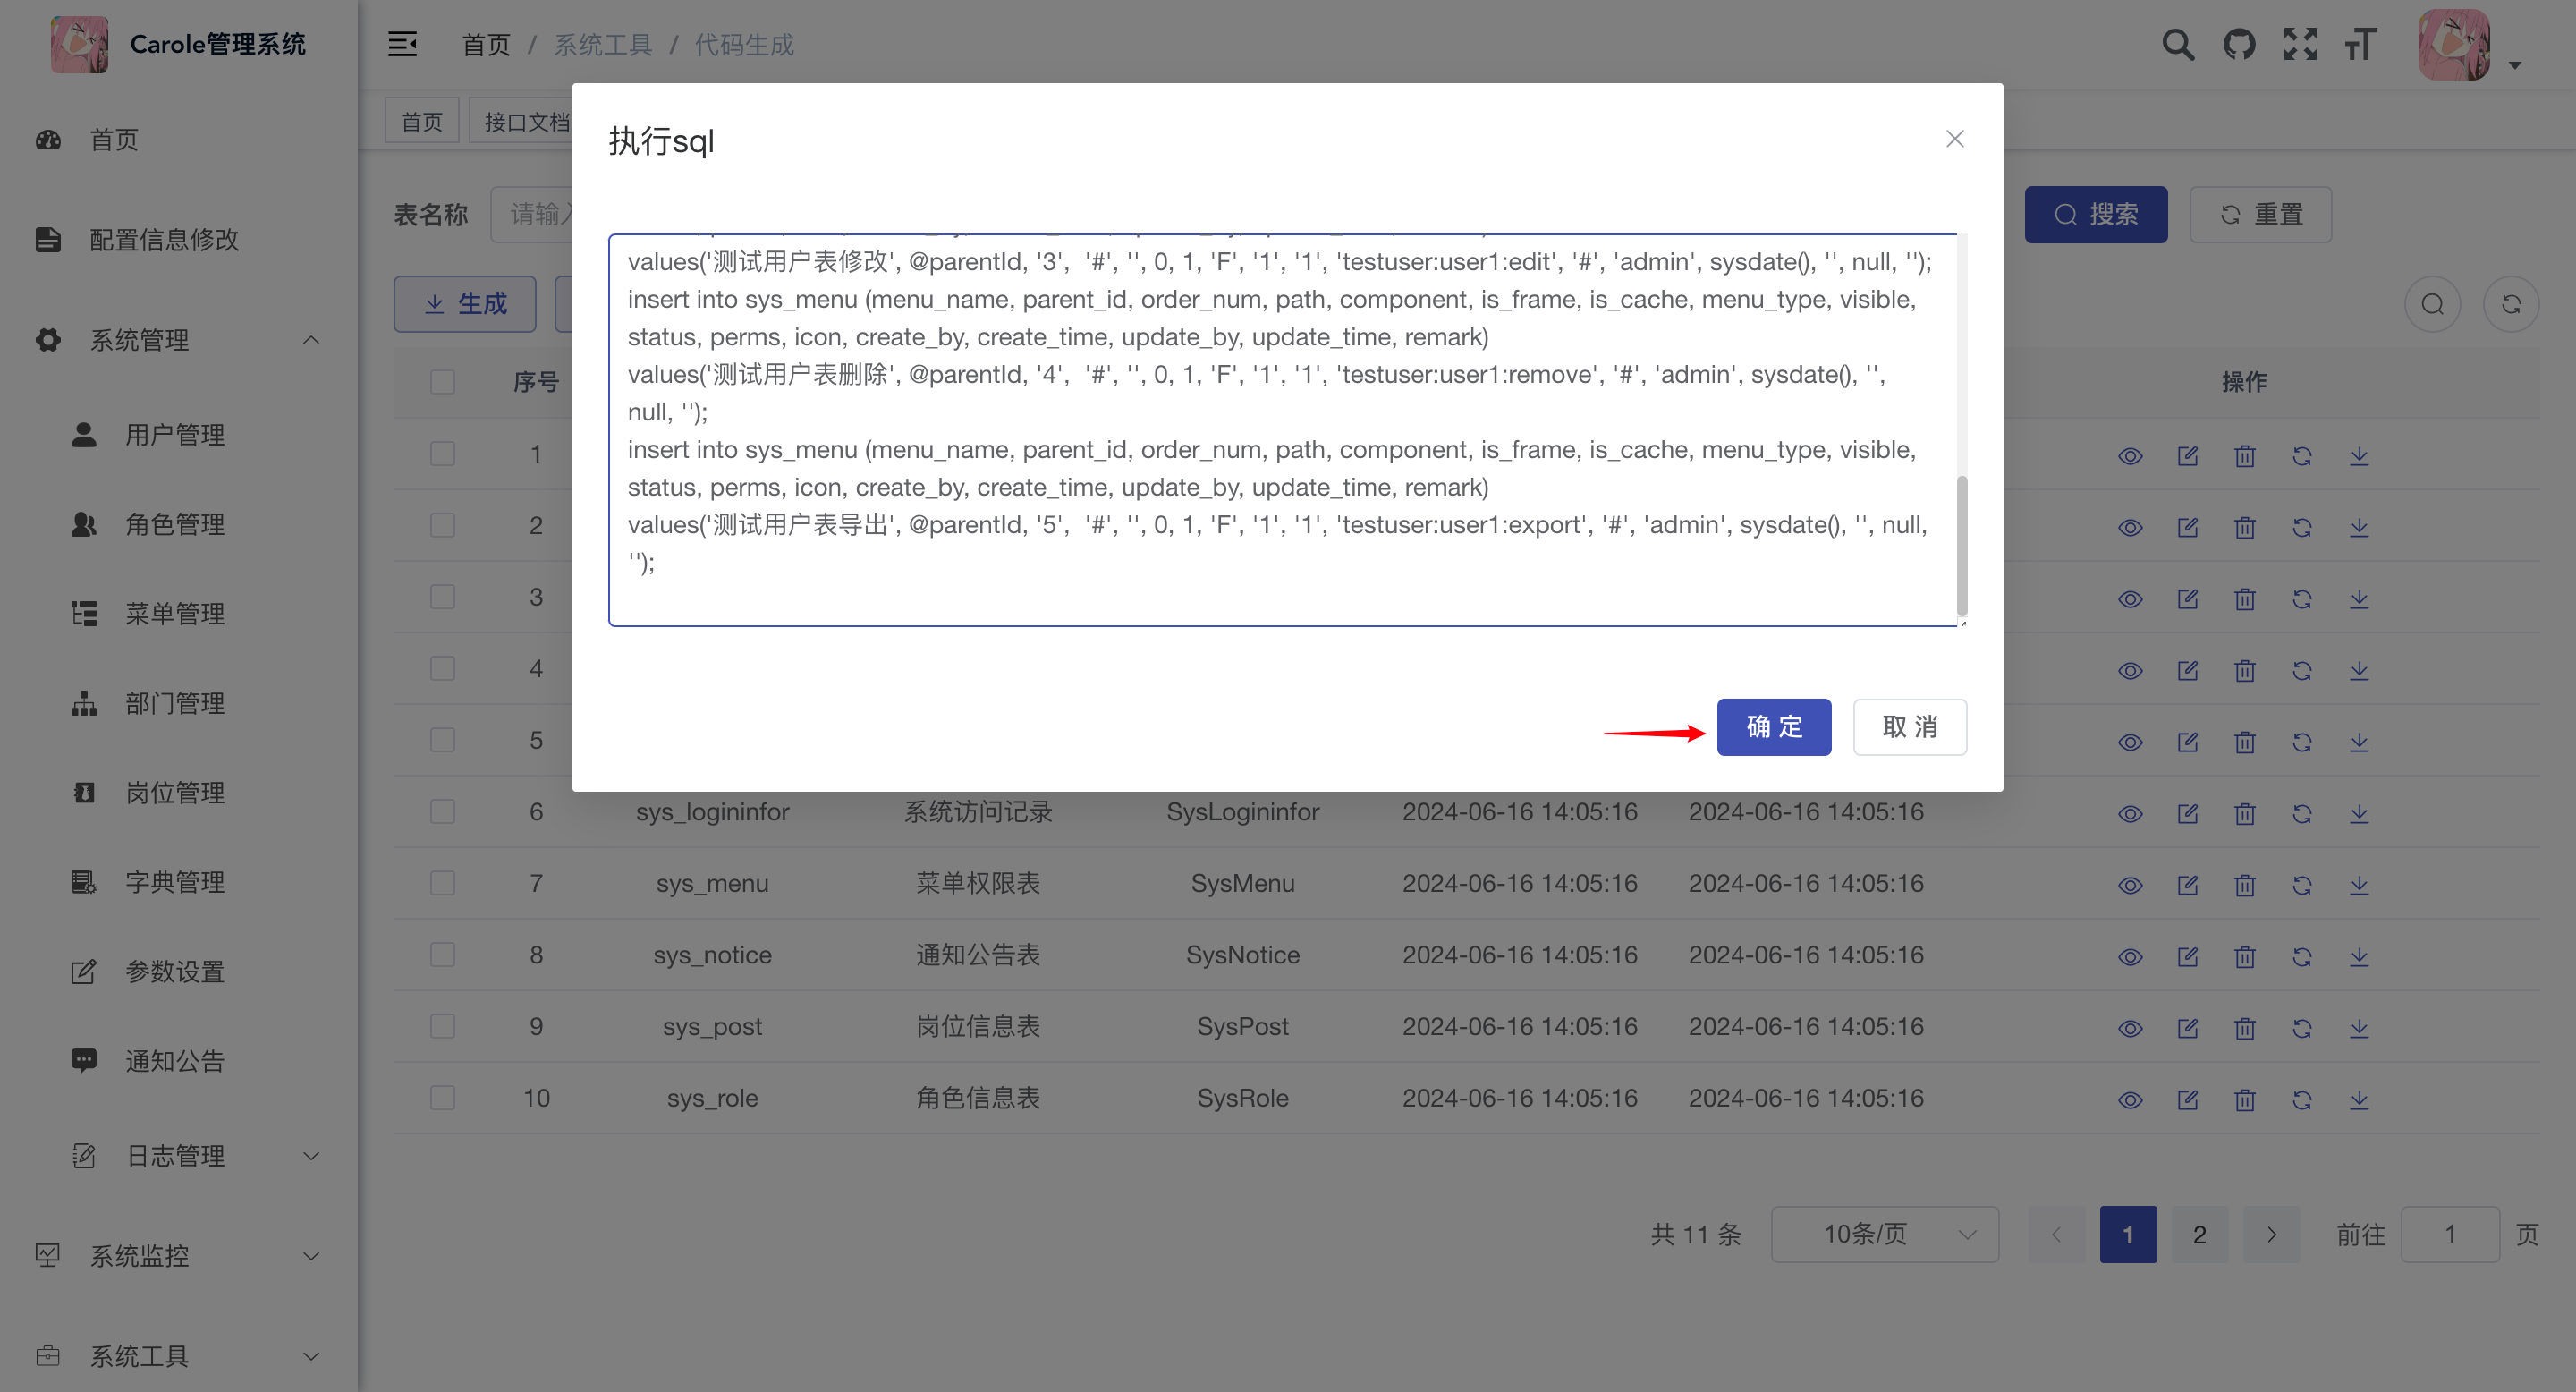 Carole管理系统
首页 / 系统工具 / 代码生成
首页
配置信息修改
系统管理
用户管理
角色管理
菜单管理
部门管理
岗位管理
字典管理
参数设置
通知公告
日志管理
系统监控
系统工具
首页
接口文档
表名称
请输入
搜索
重置
生成
执行sql
values('测试用户表修改', @parentId, '3',  '#', '', 0, 1, 'F', '1', '1', 'testuser:user1:edit', '#', 'admin', sysdate(), '', null, '');
insert into sys_menu (menu_name, parent_id, order_num, path, component, is_frame, is_cache, menu_type, visible,
status, perms, icon, create_by, create_time, update_by, update_time, remark)
values('测试用户表删除', @parentId, '4',  '#', '', 0, 1, 'F', '1', '1', 'testuser:user1:remove', '#', 'admin', sysdate(), '',
null, '');
insert into sys_menu (menu_name, parent_id, order_num, path, component, is_frame, is_cache, menu_type, visible,
status, perms, icon, create_by, create_time, update_by, update_time, remark)
values('测试用户表导出', @parentId, '5',  '#', '', 0, 1, 'F', '1', '1', 'testuser:user1:export', '#', 'admin', sysdate(), '', null,
'');
确 定
取 消
序号 操作
1
2
3
4
5
6 sys_logininfor 系统访问记录 SysLogininfor 2024-06-16 14:05:16 2024-06-16 14:05:16
7 sys_menu 菜单权限表 SysMenu 2024-06-16 14:05:16 2024-06-16 14:05:16
8 sys_notice 通知公告表 SysNotice 2024-06-16 14:05:16 2024-06-16 14:05:16
9 sys_post 岗位信息表 SysPost 2024-06-16 14:05:16 2024-06-16 14:05:16
10 sys_role 角色信息表 SysRole 2024-06-16 14:05:16 2024-06-16 14:05:16
共 11 条 10条/页 1 2 前往 1 页